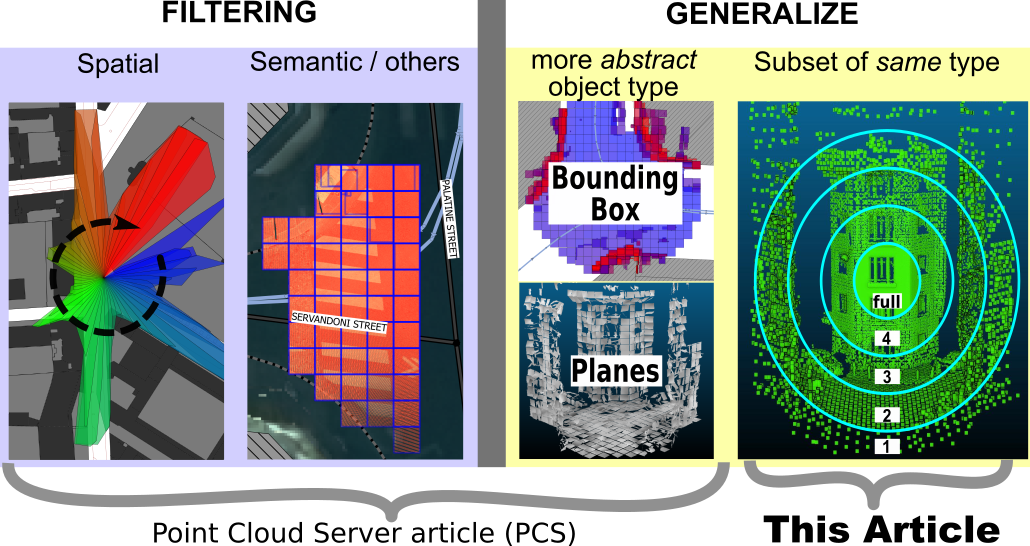 FILTERING
GENERALIZE
Spatial
Semantic / others
more abstract
object type
Subset of same type
PALATINE STREET
SERVANDONI STREET
Bounding
Box
Planes
full
4
3
2
1
Point Cloud Server article (PCS)
This Article